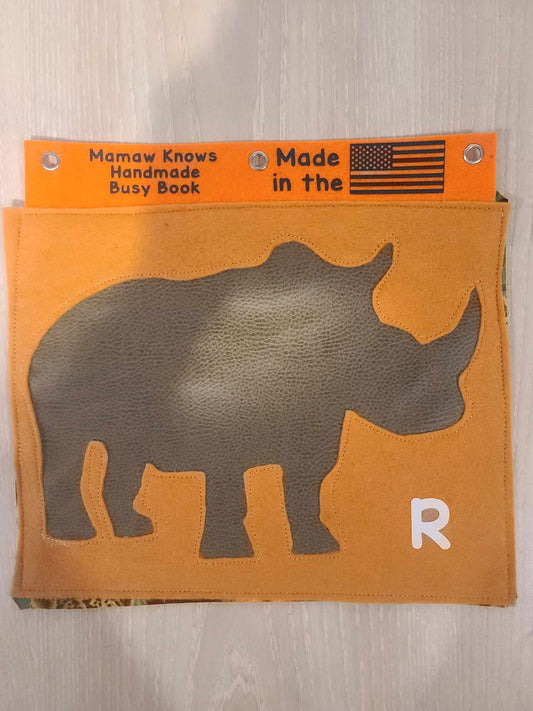 Mamaw Knows
Handmade
Busy Book
Made
in the
R